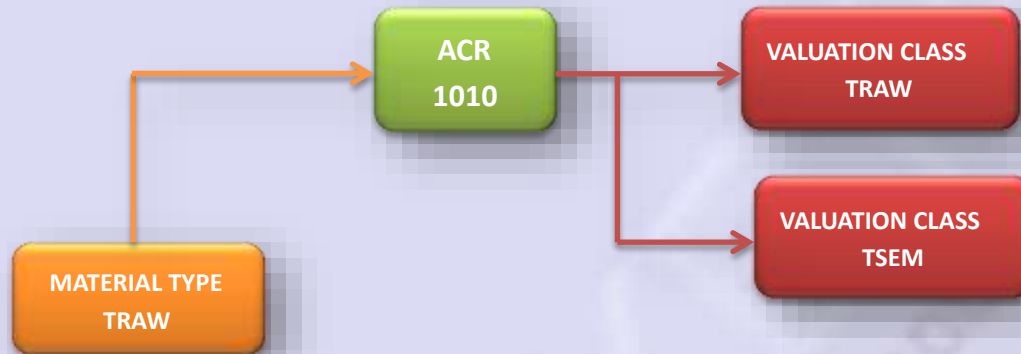 ACR
1010
VALUATION CLASS
TRAW
VALUATION CLASS
TSEM
MATERIAL TYPE
TRAW